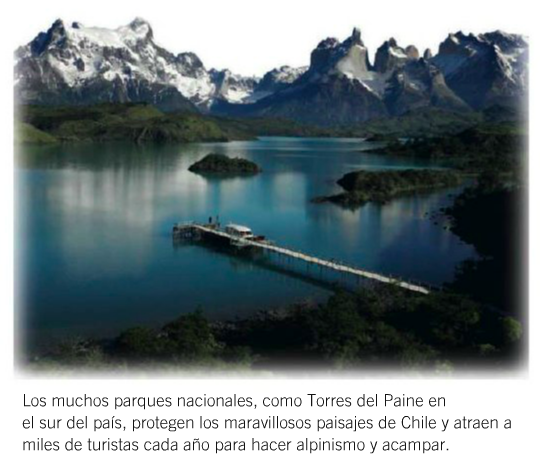 Los muchos parques nacionales, como Torres del Paine en
el sur del país, protegen los maravillosos paisajes de Chile y atraen a
miles de turistas cada año para hacer alpinismo y acampar.